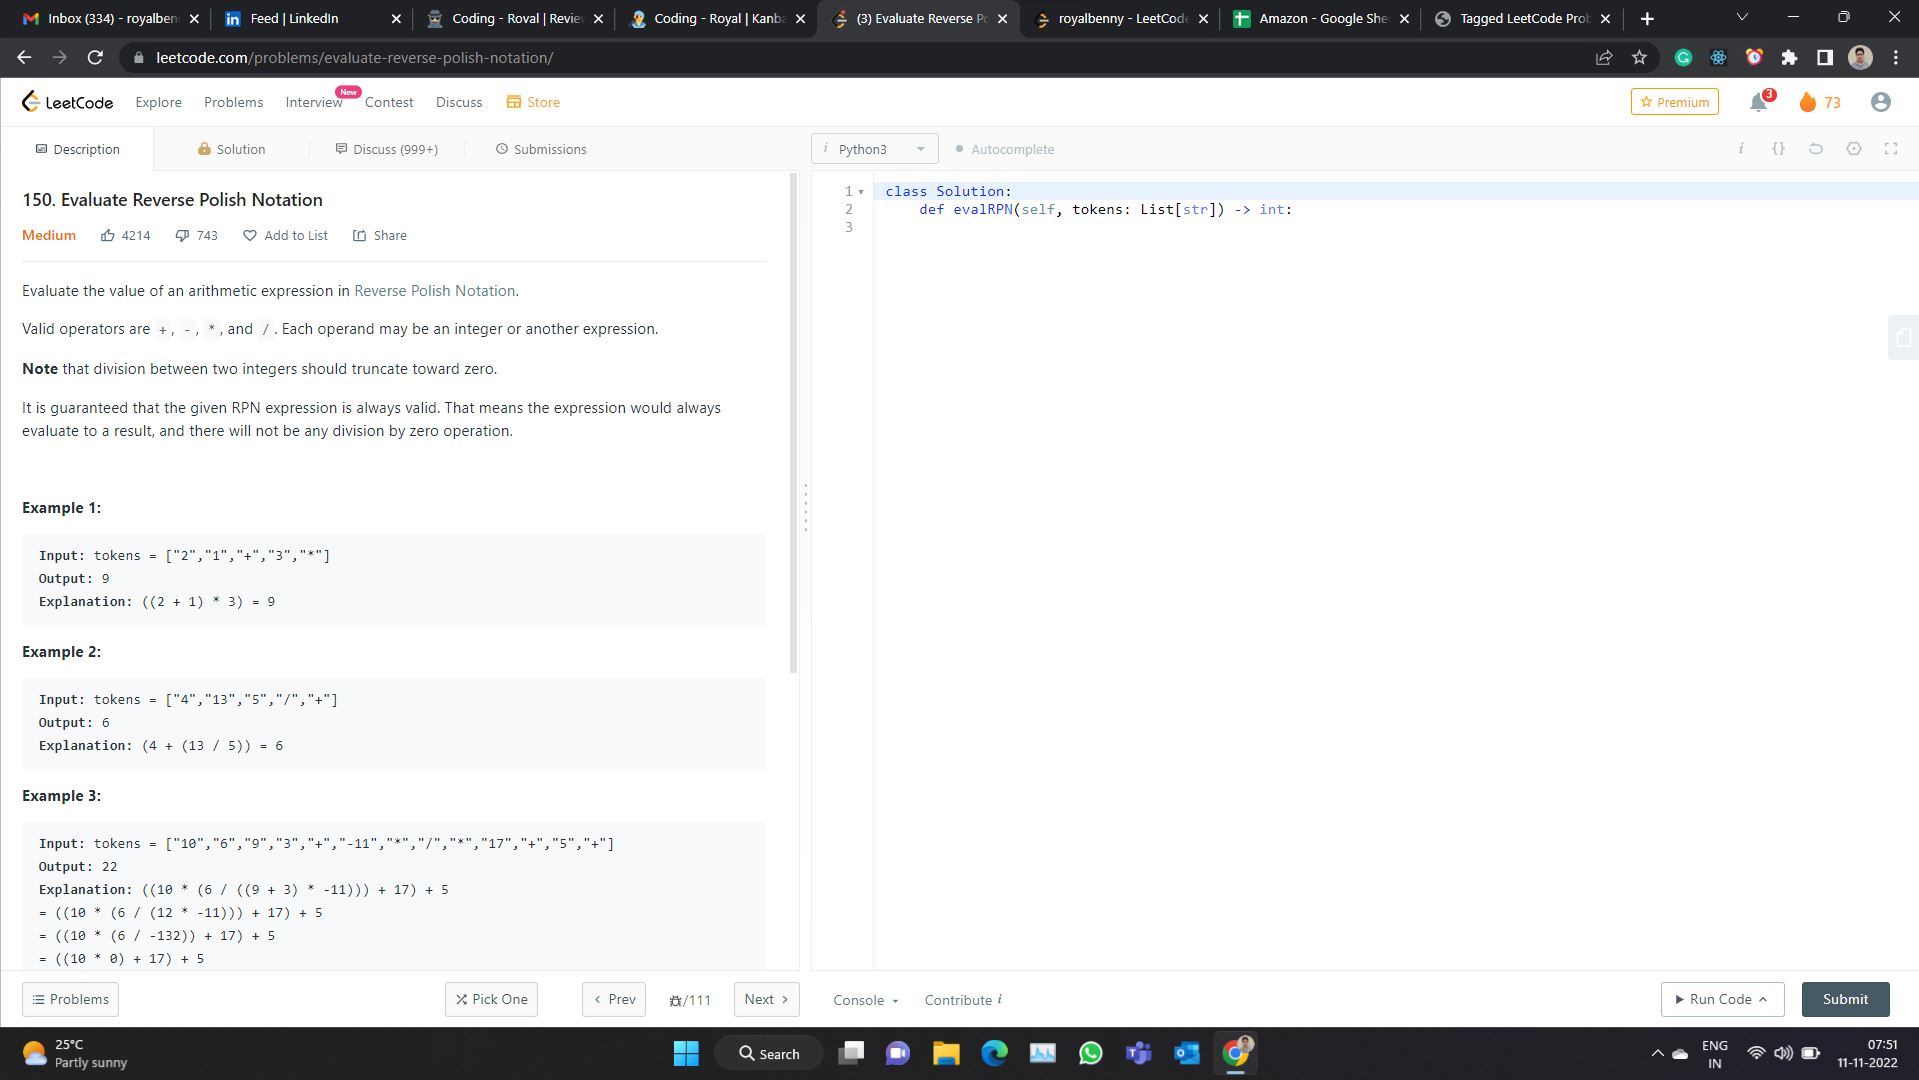 Inbox (334) - royalben
Feed | LinkedIn
Coding - Royal | Revie
Coding - Royal | Kanba
(3) Evaluate Reverse Po
royalbenny - LeetCode
Amazon - Google She
Tagged LeetCode Prob
leetcode.com/problems/evaluate-reverse-polish-notation/
LeetCode
Explore
Problems
Interview
New
Contest
Discuss
Store
Premium
3
73
Description
Solution
Discuss (999+)
Submissions
i Python3
Autocomplete
i {}
150. Evaluate Reverse Polish Notation
Medium
4214
743
Add to List
Share
Evaluate the value of an arithmetic expression in Reverse Polish Notation.
Valid operators are +, -, *, and /. Each operand may be an integer or another expression.
Note that division between two integers should truncate toward zero.
It is guaranteed that the given RPN expression is always valid. That means the expression would always
evaluate to a result, and there will not be any division by zero operation.
Example 1:
Input: tokens = ["2","1","+","3","*"]
Output: 9
Explanation: ((2 + 1) * 3) = 9
Example 2:
Input: tokens = ["4","13","5","/","+"]
Output: 6
Explanation: (4 + (13 / 5)) = 6
Example 3:
Input: tokens = ["10","6","9","3","+","-11","*","/","*","17","+","5","+"]
Output: 22
Explanation: ((10 * (6 / ((9 + 3) * -11))) + 17) + 5
= ((10 * (6 / (12 * -11))) + 17) + 5
= ((10 * (6 / -132)) + 17) + 5
= ((10 * 0) + 17) + 5
1 class Solution:
2 def evalRPN(self, tokens: List[str]) -> int:
3
Problems
Pick One
Prev
/111
Next
Console
Contribute i
Run Code
Submit
25°C
Partly sunny
Search
ENG
IN
07:51
11-11-2022